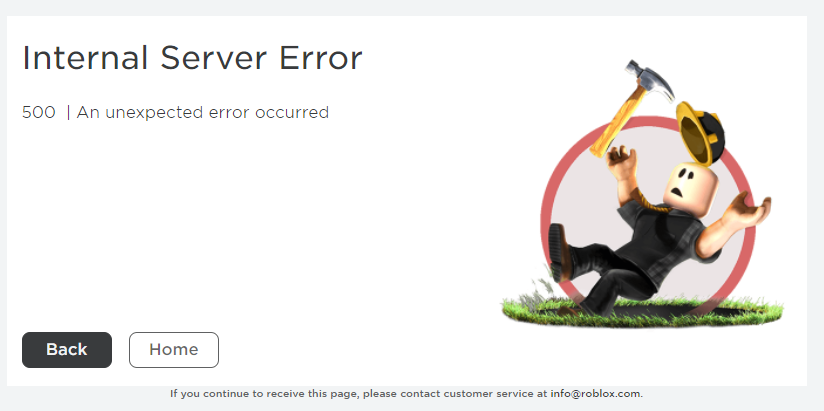 Internal Server Error
500 | An unexpected error occurred
Back
Home
If you continue to receive this page, please contact customer service at info@roblox.com.